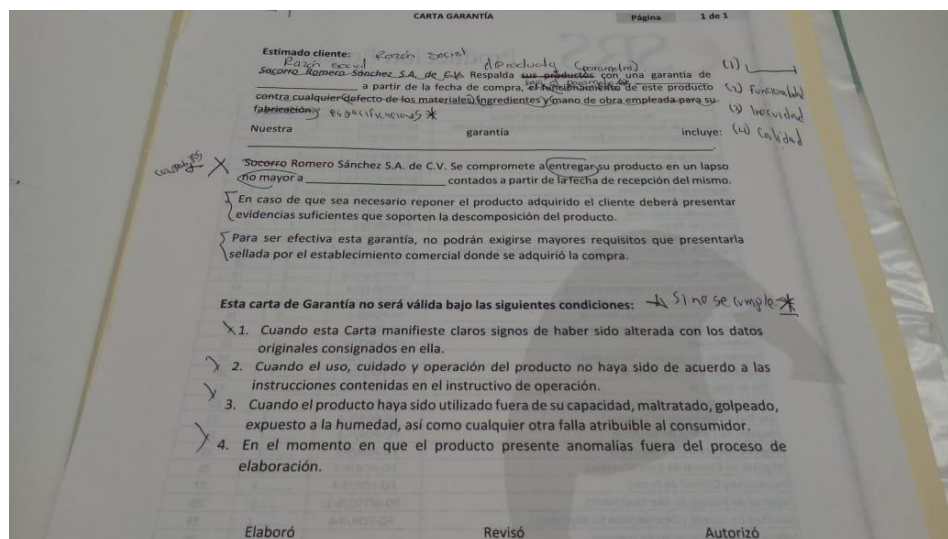 CARTA GARANTÍA Página 1 de 1
Estimado cliente: Razón Social
Razón social del producto (parametro) (1)
Socorro Romero Sánchez S.A. de C.V. Respalda sus productos con una garantía de
a partir de la fecha de compra, el funcionamiento de este producto (2) Funcionalidad
contra cualquier defecto de los materiales, ingredientes y mano de obra empleada para su
fabricación y especificaciones * (3) Inocuidad
Nuestra garantía incluye: (4) Calidad
Socorro Romero Sánchez S.A. de C.V. Se compromete a entregar su producto en un lapso
no mayor a contados a partir de la fecha de recepción del mismo.
En caso de que sea necesario reponer el producto adquirido el cliente deberá presentar
evidencias suficientes que soporten la descomposición del producto.
Para ser efectiva esta garantía, no podrán exigirse mayores requisitos que presentarla
sellada por el establecimiento comercial donde se adquirió la compra.
Esta carta de Garantía no será válida bajo las siguientes condiciones: Si no se cumple *
1. Cuando esta Carta manifieste claros signos de haber sido alterada con los datos
originales consignados en ella.
2. Cuando el uso, cuidado y operación del producto no haya sido de acuerdo a las
instrucciones contenidas en el instructivo de operación.
3. Cuando el producto haya sido utilizado fuera de su capacidad, maltratado, golpeado,
expuesto a la humedad, así como cualquier otra falla atribuible al consumidor.
4. En el momento en que el producto presente anomalías fuera del proceso de
elaboración.
Elaboró Revisó Autorizó